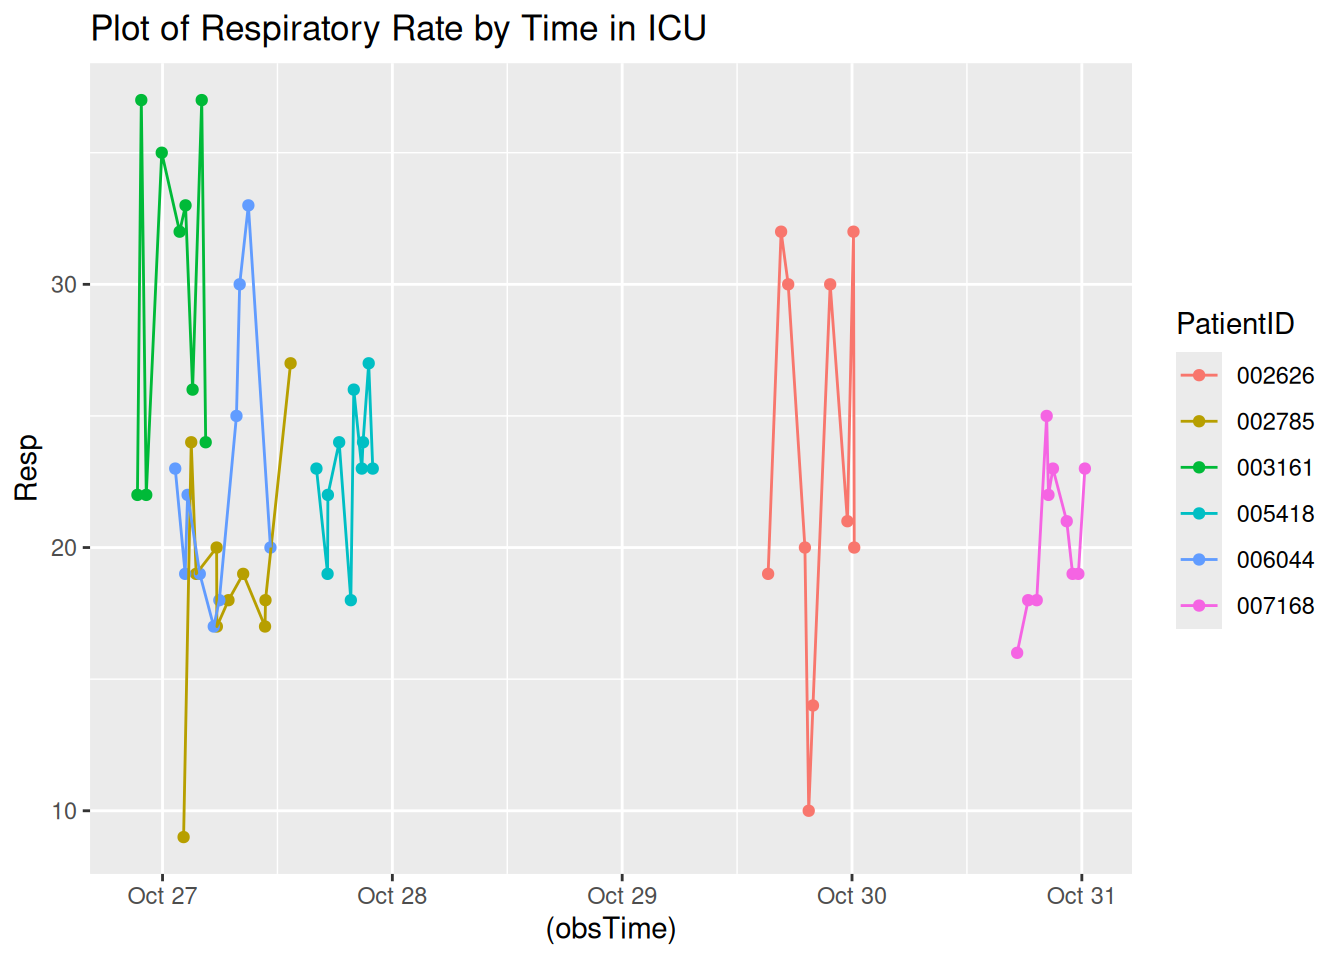 Plot of Respiratory Rate by Time in ICU
Resp
30
20
10
Oct 27
Oct 28
Oct 29
Oct 30
Oct 31
(obsTime)
PatientID
002626
002785
003161
005418
006044
007168